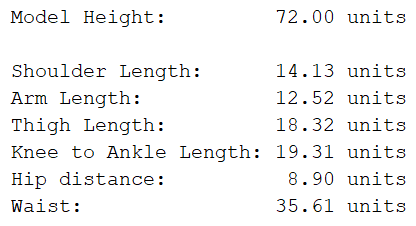 Model Height: 72.00 units
Shoulder Length: 14.13 units
Arm Length: 12.52 units
Thigh Length: 18.32 units
Knee to Ankle Length: 19.31 units
Hip distance: 8.90 units
Waist: 35.61 units